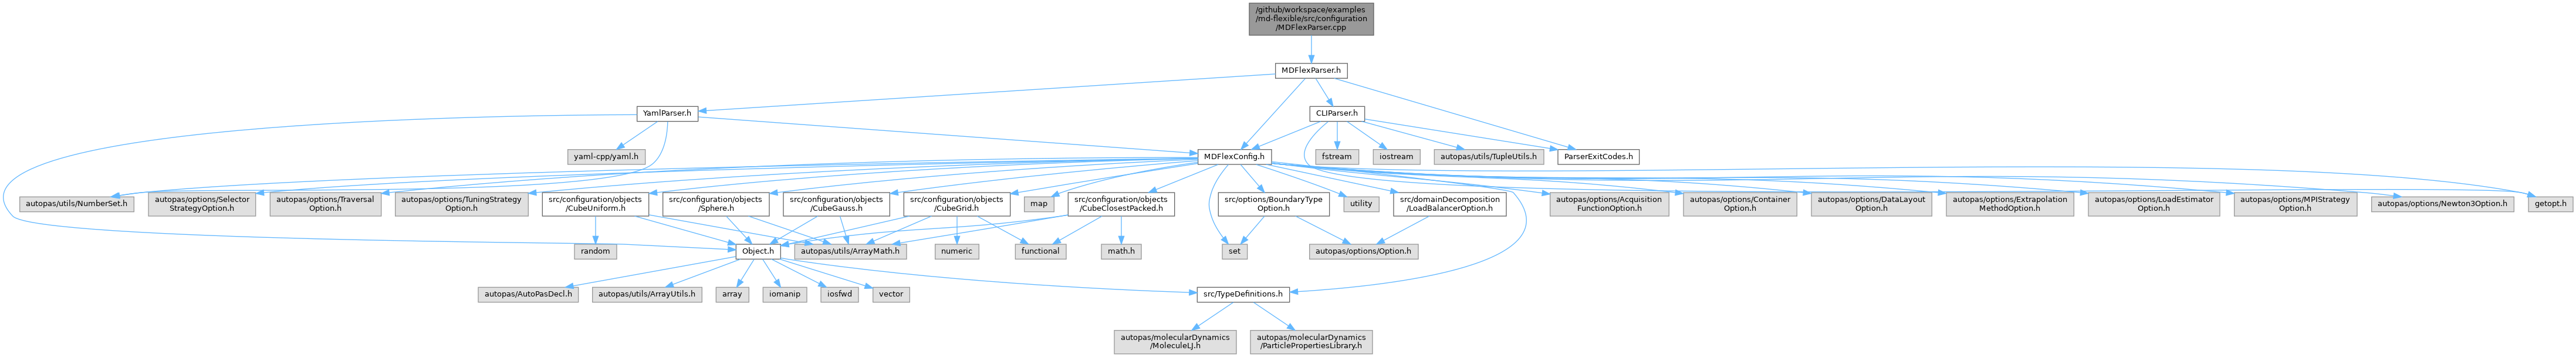 /github/workspace/examples
/md-flexible/src/configuration
/MDFlexParser.cpp
MDFlexParser.h
YamlParser.h
CLIParser.h
yaml-cpp/yaml.h
MDFlexConfig.h
fstream
iostream
autopas/utils/TupleUtils.h
ParserExitCodes.h
autopas/utils/NumberSet.h
autopas/options/Selector
StrategyOption.h
autopas/options/Traversal
Option.h
autopas/options/TuningStrategy
Option.h
src/configuration/objects
/CubeUniform.h
src/configuration/objects
/Sphere.h
src/configuration/objects
/CubeGauss.h
src/configuration/objects
/CubeGrid.h
map
src/configuration/objects
/CubeClosestPacked.h
src/options/BoundaryType
Option.h
utility
src/domainDecomposition
/LoadBalancerOption.h
autopas/options/Acquisition
FunctionOption.h
autopas/options/Container
Option.h
autopas/options/DataLayout
Option.h
autopas/options/Extrapolation
MethodOption.h
autopas/options/LoadEstimator
Option.h
autopas/options/MPIStrategy
Option.h
autopas/options/Newton3Option.h
getopt.h
random
Object.h
autopas/utils/ArrayMath.h
numeric
functional
math.h
set
autopas/options/Option.h
autopas/AutoPasDecl.h
autopas/utils/ArrayUtils.h
array
iomanip
iosfwd
vector
src/TypeDefinitions.h
autopas/molecularDynamics
/MoleculeLJ.h
autopas/molecularDynamics
/ParticlePropertiesLibrary.h